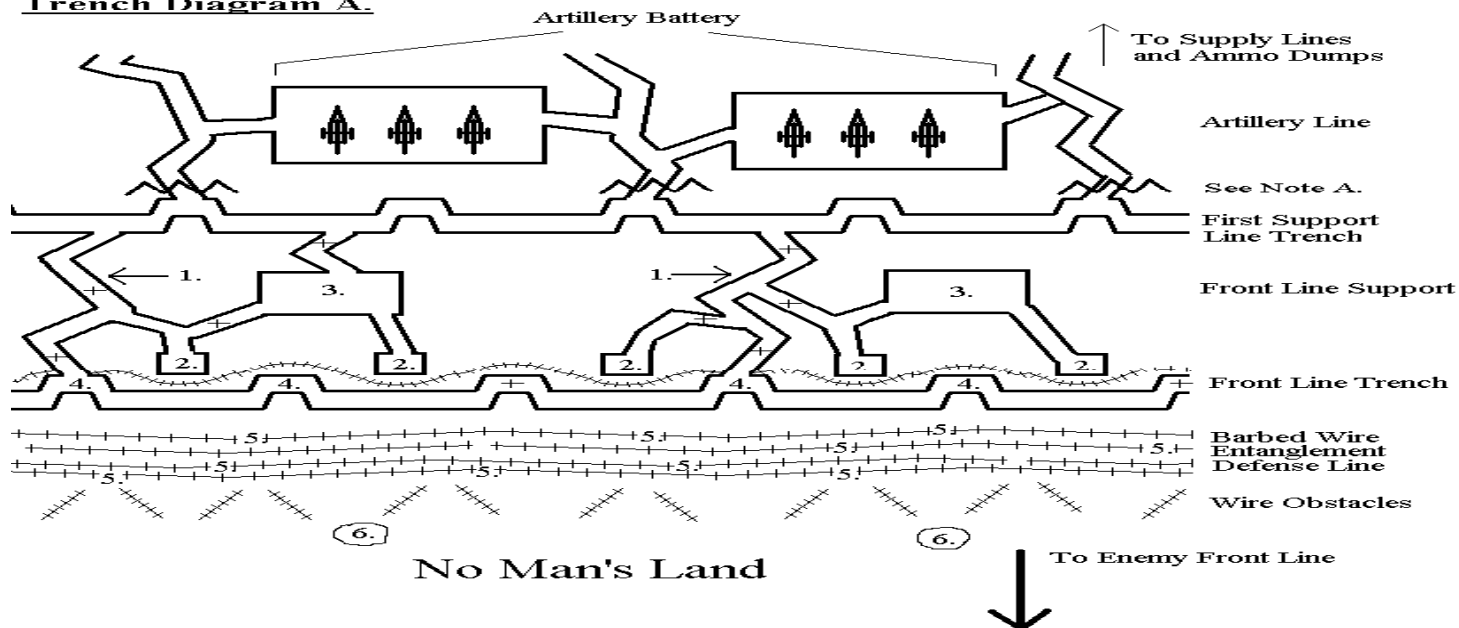 Trench Diagram A.
Artillery Battery
To Supply Lines
and Ammo Dumps
Artillery Line
See Note A.
First Support
Line Trench
1.
1.
3.
3.
Front Line Support
2.
2.
2.
2.
2.
4.
4.
4.
4.
Front Line Trench
5.
5.
5.
Barbed Wire
Entanglement
Defense Line
5.
5.
5.
5.
5.
5.
5.
Wire Obstacles
6.
6.
No Man's Land
To Enemy Front Line